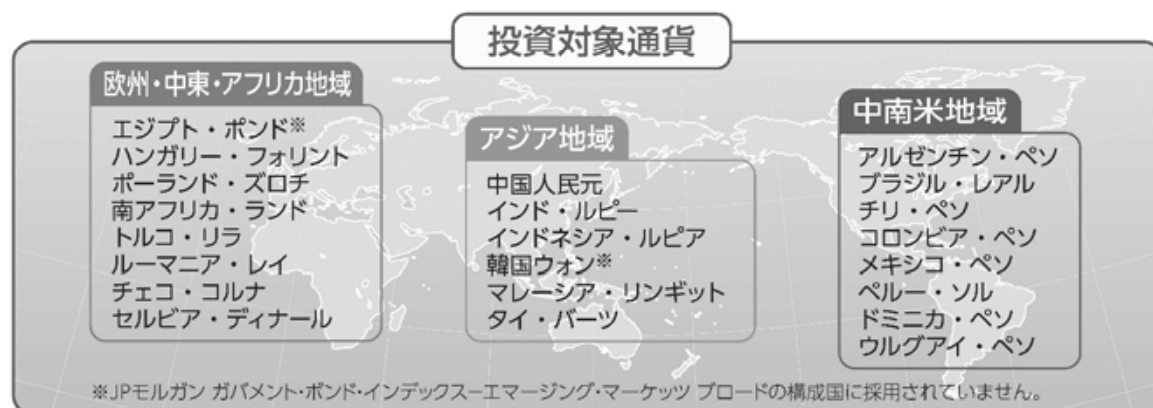 投資対象通貨
欧州・中東・アフリカ地域
エジプト・ポンド※
ハンガリー・フォリント
ポーランド・ズロチ
南アフリカ・ランド
トルコ・リラ
ルーマニア・レイ
チェコ・コルナ
セルビア・ディナール
アジア地域
中国人民元
インド・ルピー
インドネシア・ルピア
韓国ウォン※
マレーシア・リンギット
タイ・バーツ
中南米地域
アルゼンチン・ペソ
ブラジル・レアル
チリ・ペソ
コロンビア・ペソ
メキシコ・ペソ
ペルー・ソル
ドミニカ・ペソ
ウルグアイ・ペソ
※JPモルガン ガバメント・ボンド・インデックスーエマージング・マーケッツ ブロードの構成国に採用されていません。